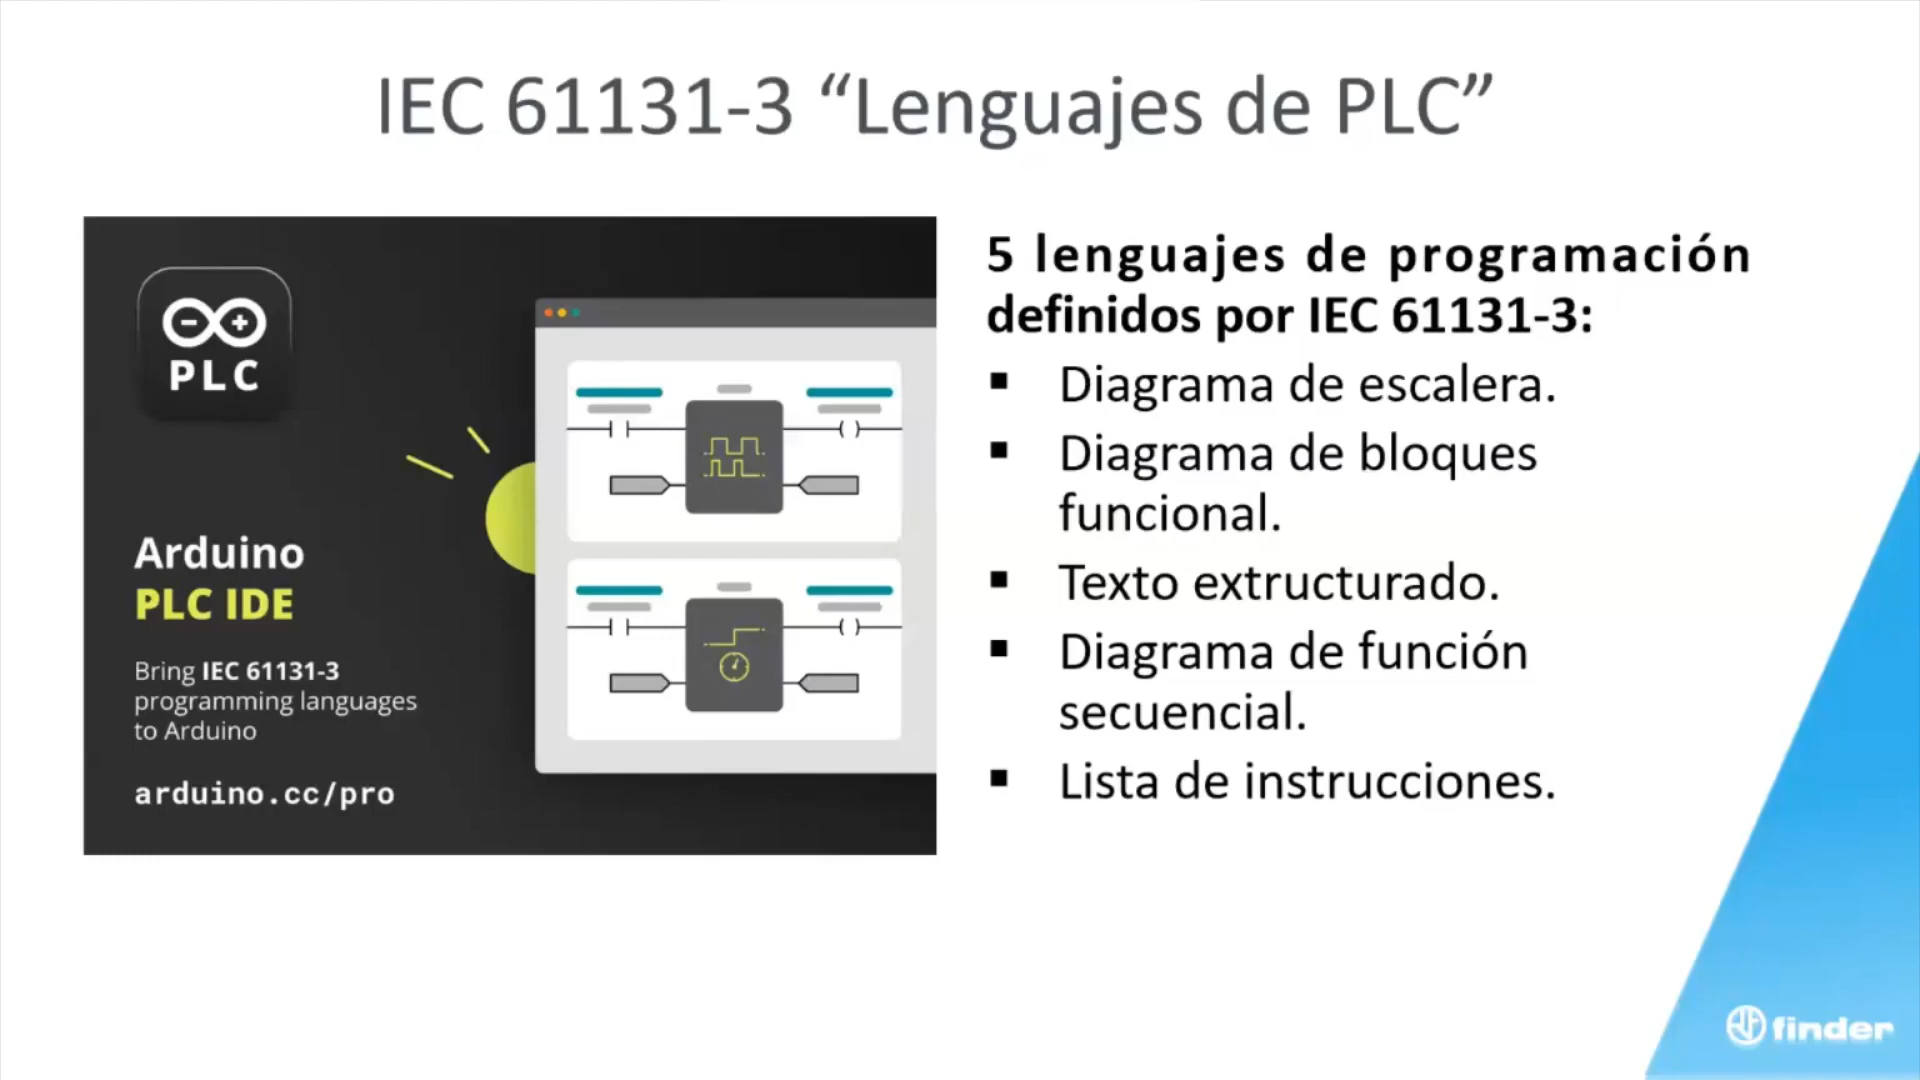 IEC 61131-3 “Lenguajes de PLC”
PLC
Arduino
PLC IDE
Bring IEC 61131-3
programming languages
to Arduino
arduino.cc/pro
5 lenguajes de programación
definidos por IEC 61131-3:
▪ Diagrama de escalera.
▪ Diagrama de bloques
funcional.
▪ Texto extructurado.
▪ Diagrama de función
secuencial.
▪ Lista de instrucciones.
finder